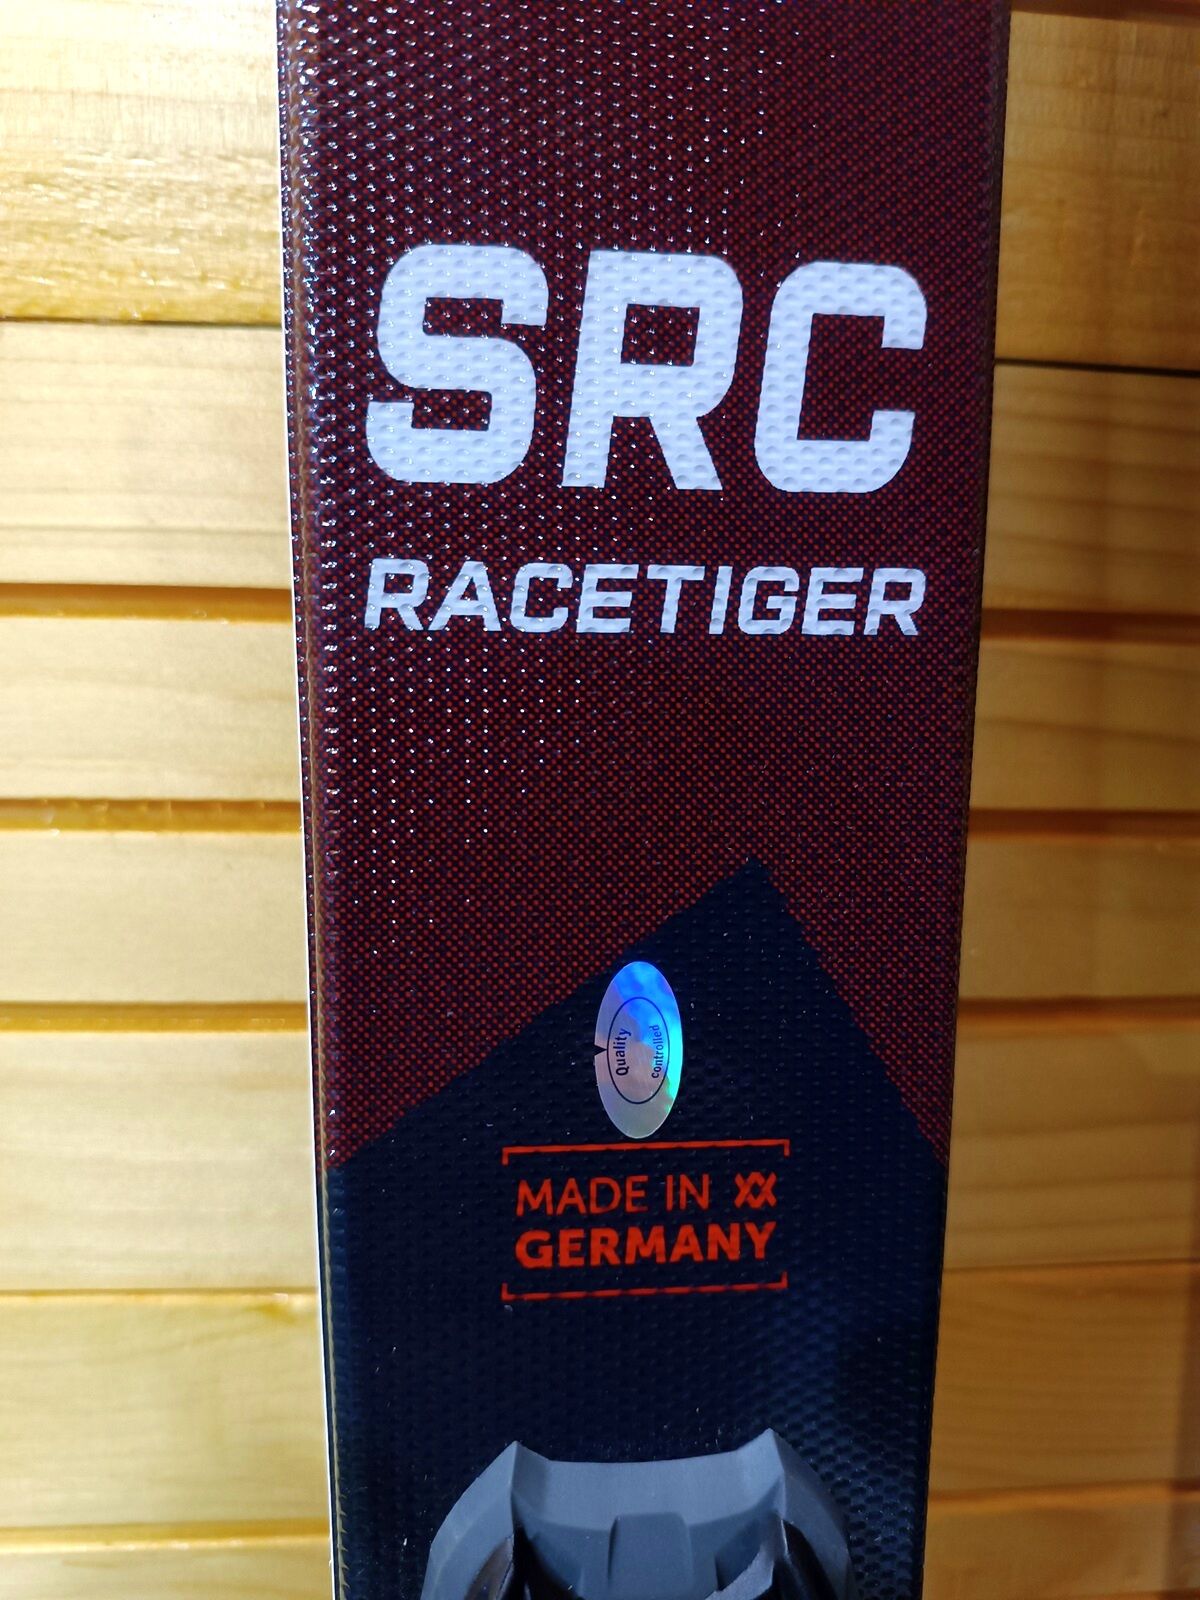 SRC
RACETIGER
Quality
controlled
MADE IN
GERMANY